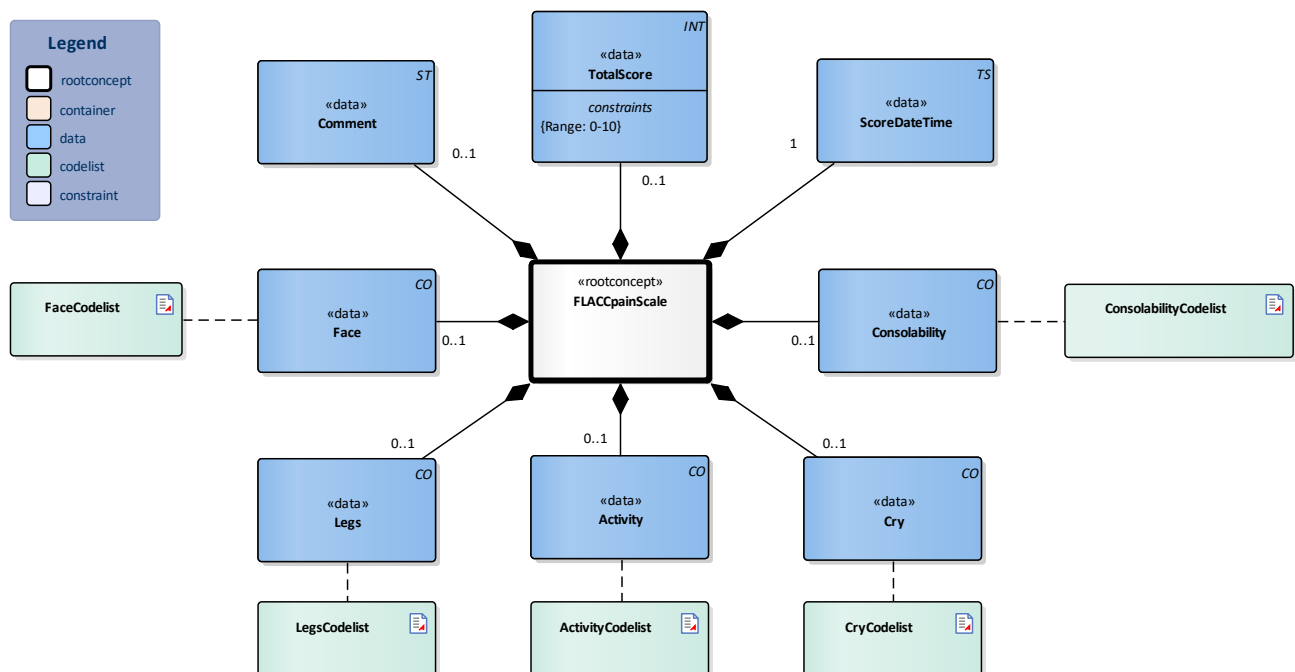 Legend
rootconcept
container
data
codelist
constraint
ST
«data»
Comment
0..1
INT
«data»
TotalScore
constraints
{Range: 0-10}
0..1
TS
«data»
ScoreDateTime
1
FaceCodelist
CO
«data»
Face
0..1
«rootconcept»
FLACCpainScale
CO
«data»
Consolability
0..1
ConsolabilityCodelist
0..1
CO
«data»
Legs
0..1
CO
«data»
Activity
0..1
CO
«data»
Cry
LegsCodelist
ActivityCodelist
CryCodelist